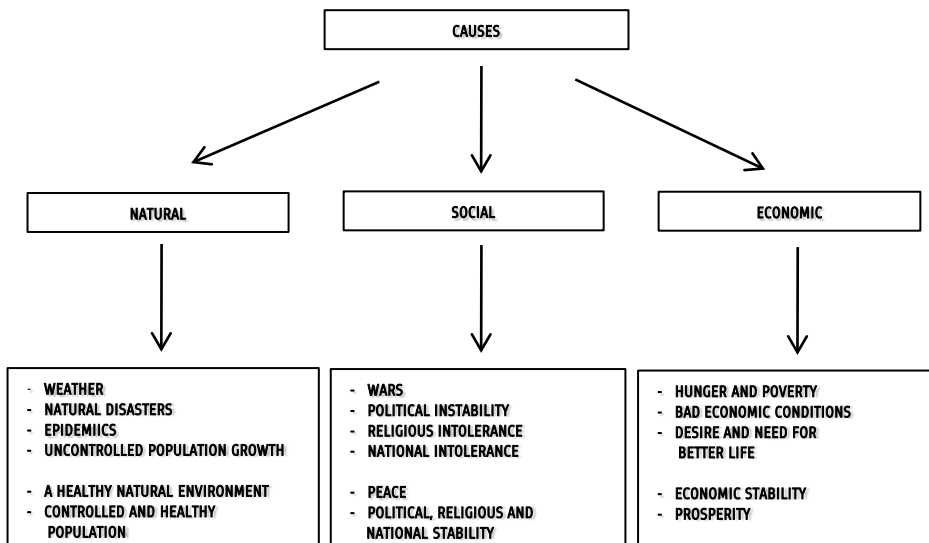 CAUSES
NATURAL
SOCIAL
ECONOMIC
- WEATHER
- NATURAL DISASTERS
- EPIDEMIICS
- UNCONTROLLED POPULATION GROWTH
- A HEALTHY NATURAL ENVIRONMENT
- CONTROLLED AND HEALTHY
POPULATION
- WARS
- POLITICAL INSTABILITY
- RELIGIOUS INTOLERANCE
- NATIONAL INTOLERANCE
- PEACE
- POLITICAL, RELIGIOUS AND
NATIONAL STABILITY
- HUNGER AND POVERTY
- BAD ECONOMIC CONDITIONS
- DESIRE AND NEED FOR
BETTER LIFE
- ECONOMIC STABILITY
- PROSPERITY